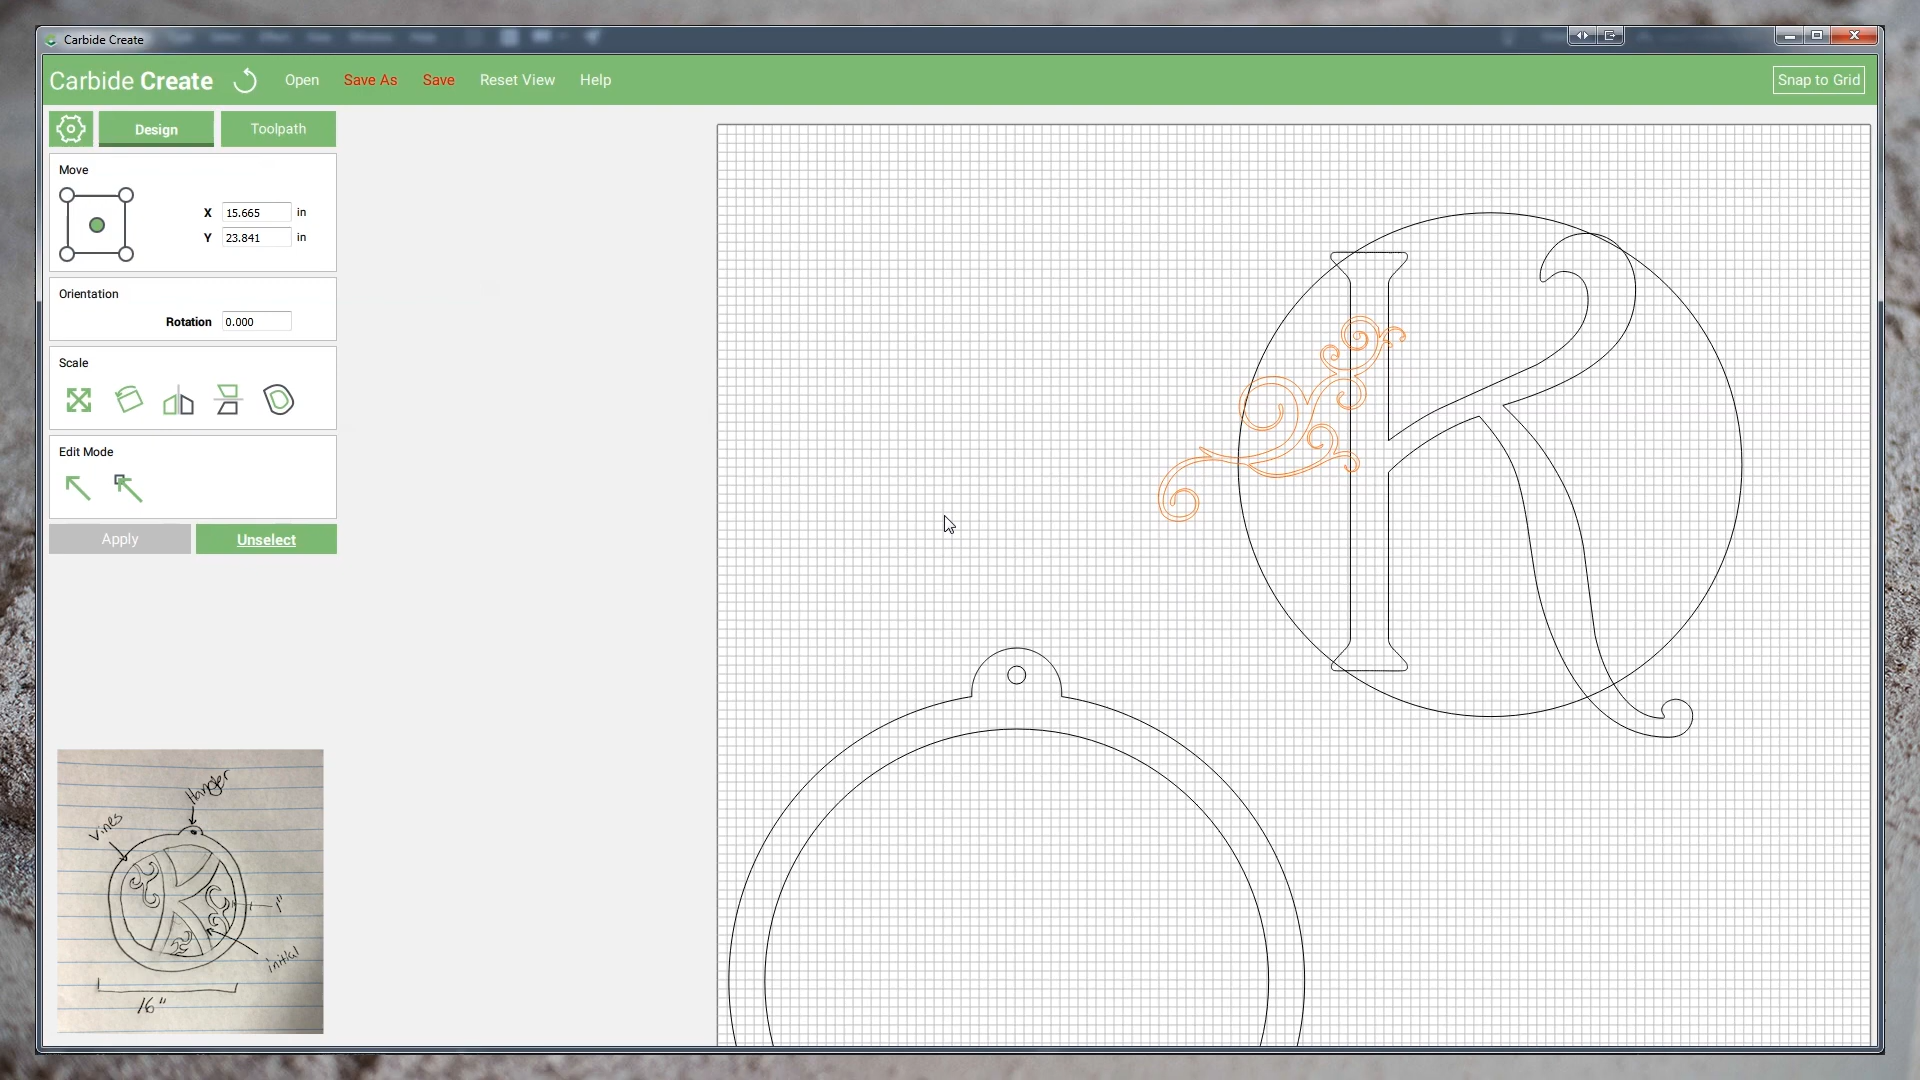 Carbide Create
Carbide Create
Open
Save As
Save
Reset View
Help
Snap to Grid
Design
Toolpath
Move
X 15.665 in
Y 23.841 in
Orientation
Rotation 0.000
Scale
Edit Mode
Apply
Unselect
Hanger
Vines
K
1"
initial
16"